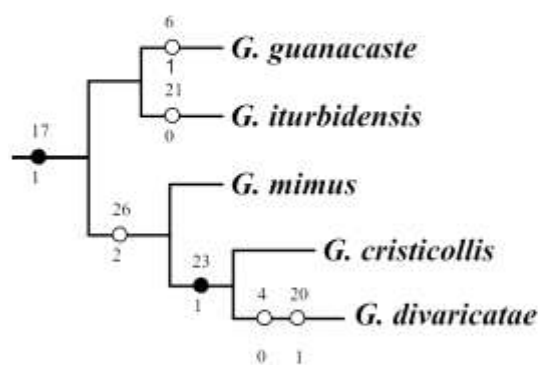 6
G. guanacaste
1
21
G. iturbidensis
0
17
1
G. mimus
26
2
23
G. cristicollis
1
4 20
G. divaricatae
0 1